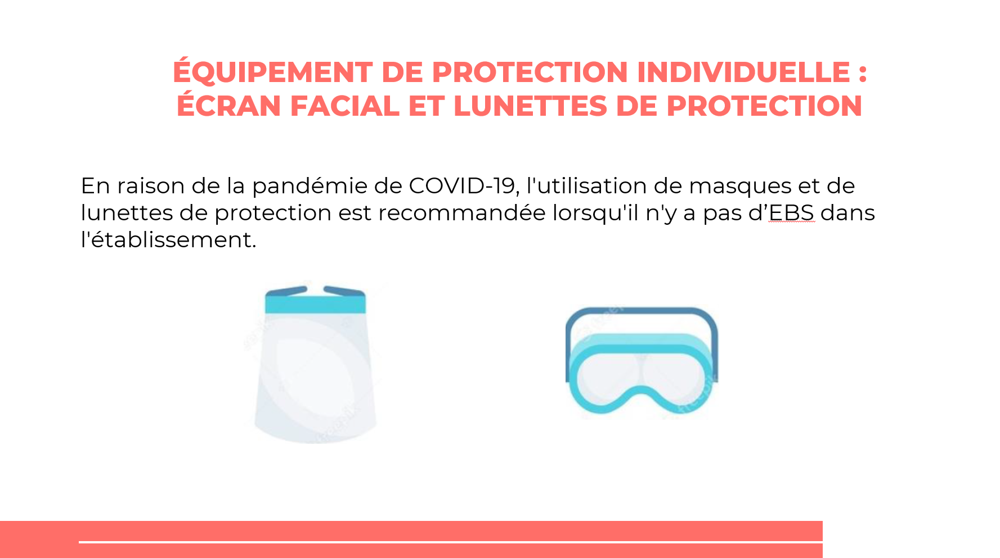 ÉQUIPEMENT DE PROTECTION INDIVIDUELLE :
ÉCRAN FACIAL ET LUNETTES DE PROTECTION
En raison de la pandémie de COVID-19, l'utilisation de masques et de
lunettes de protection est recommandée lorsqu'il n'y a pas d’EBS dans
l'établissement.